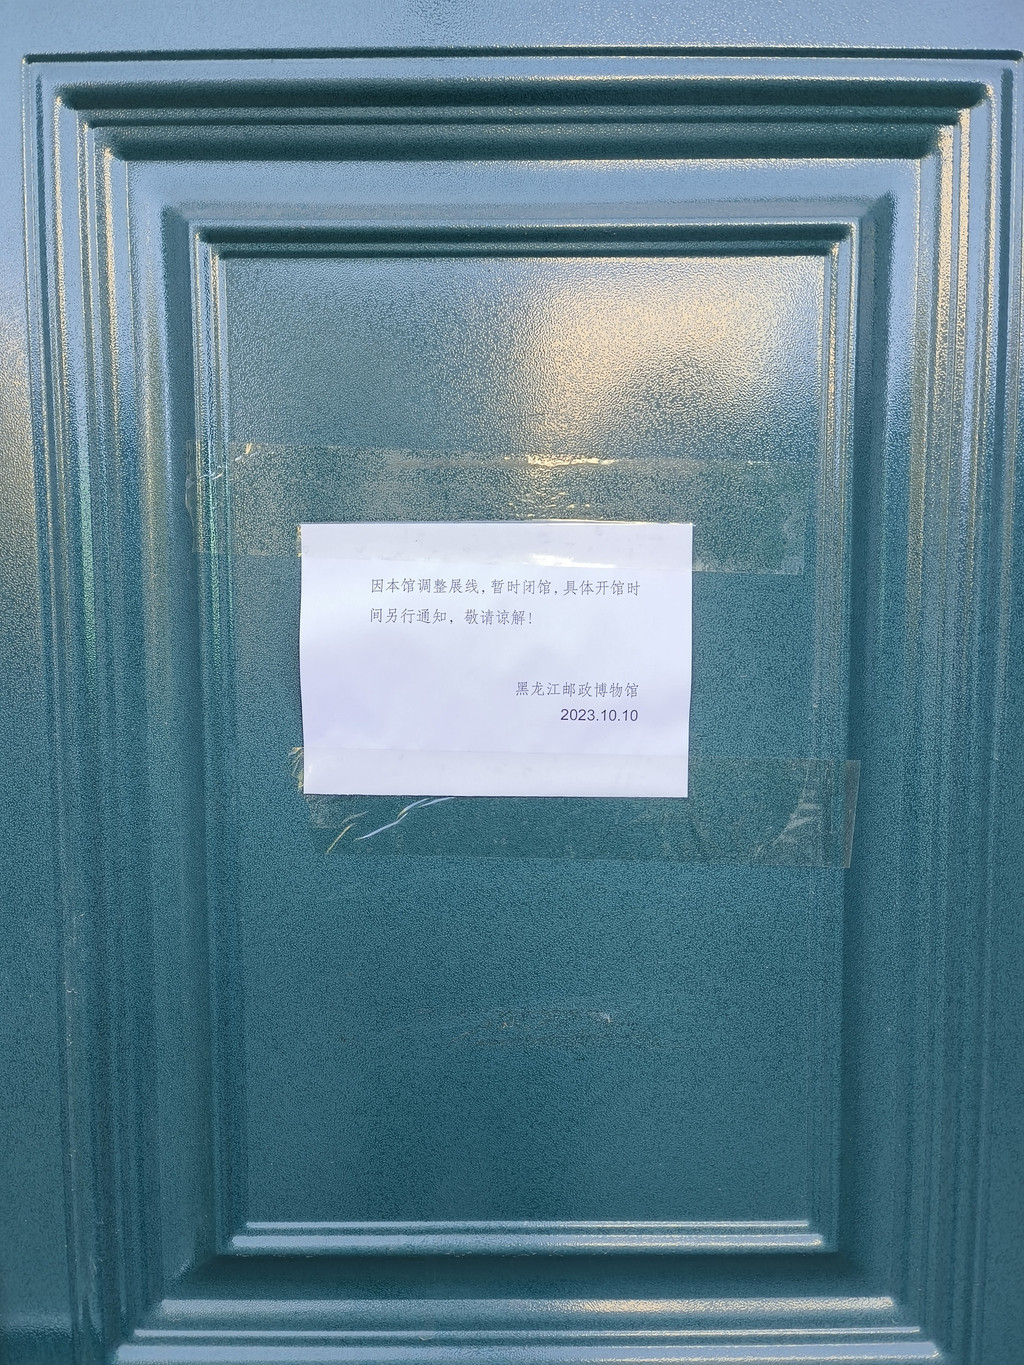 因本馆调整展线，暂时闭馆，具体开馆时
间另行通知，敬请谅解！
黑龙江邮政博物馆
2023.10.10